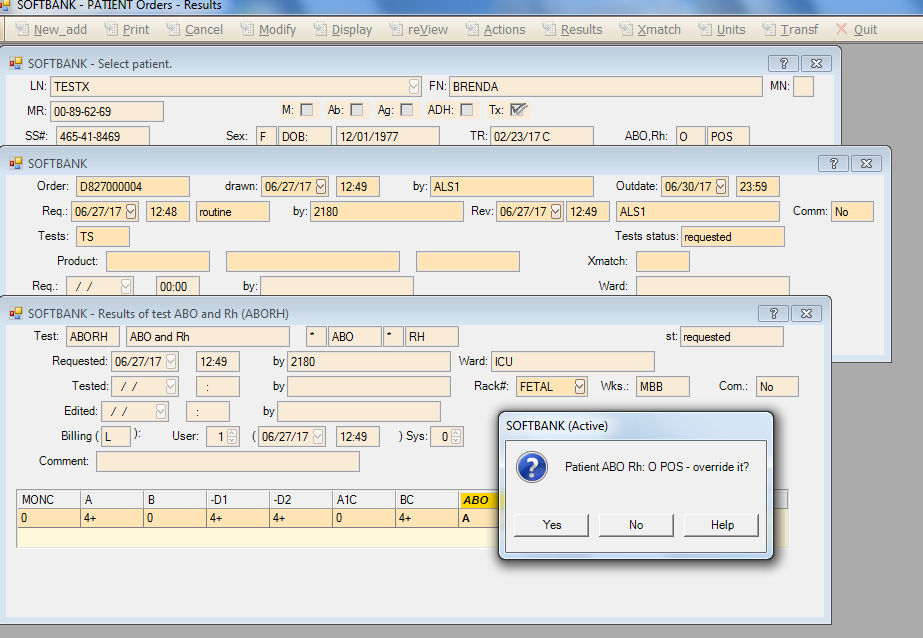 SOFTBANK - PATIENT Orders - Results
New_add Print Cancel Modify Display reView Actions Results Xmatch Units Transf Quit
SOFTBANK - Select patient. ?
LN: TESTX FN: BRENDA MN:
MR: 00-89-62-69 M: Ab: Ag: ADH: Tx:
SS#: 465-41-8469 Sex: F DOB: 12/01/1977 TR: 02/23/17 C ABO,Rh: O POS
SOFTBANK ?
Order: D827000004 drawn: 06/27/17 12:49 by: ALS1 Outdate: 06/30/17 23:59
Req.: 06/27/17 12:48 routine by: 2180 Rev: 06/27/17 12:49 ALS1 Comm: No
Tests: TS Tests status: requested
Product: Xmatch:
Req.: / / 00:00 by: Ward:
SOFTBANK - Results of test ABO and Rh (ABORH) ?
Test: ABORH ABO and Rh * ABO * RH st: requested
Requested: 06/27/17 12:49 by 2180 Ward: ICU
Tested: / / : by Rack#: FETAL Wks.: MBB Com.: No
Edited: / / : by
Billing ( L ): User: 1 ( 06/27/17 12:49 ) Sys: 0
Comment:
MONC A B -D1 -D2 A1C BC ABO
0 4+ 0 4+ 4+ 0 4+ A
SOFTBANK (Active)
? Patient ABO Rh: O POS - override it?
Yes No Help